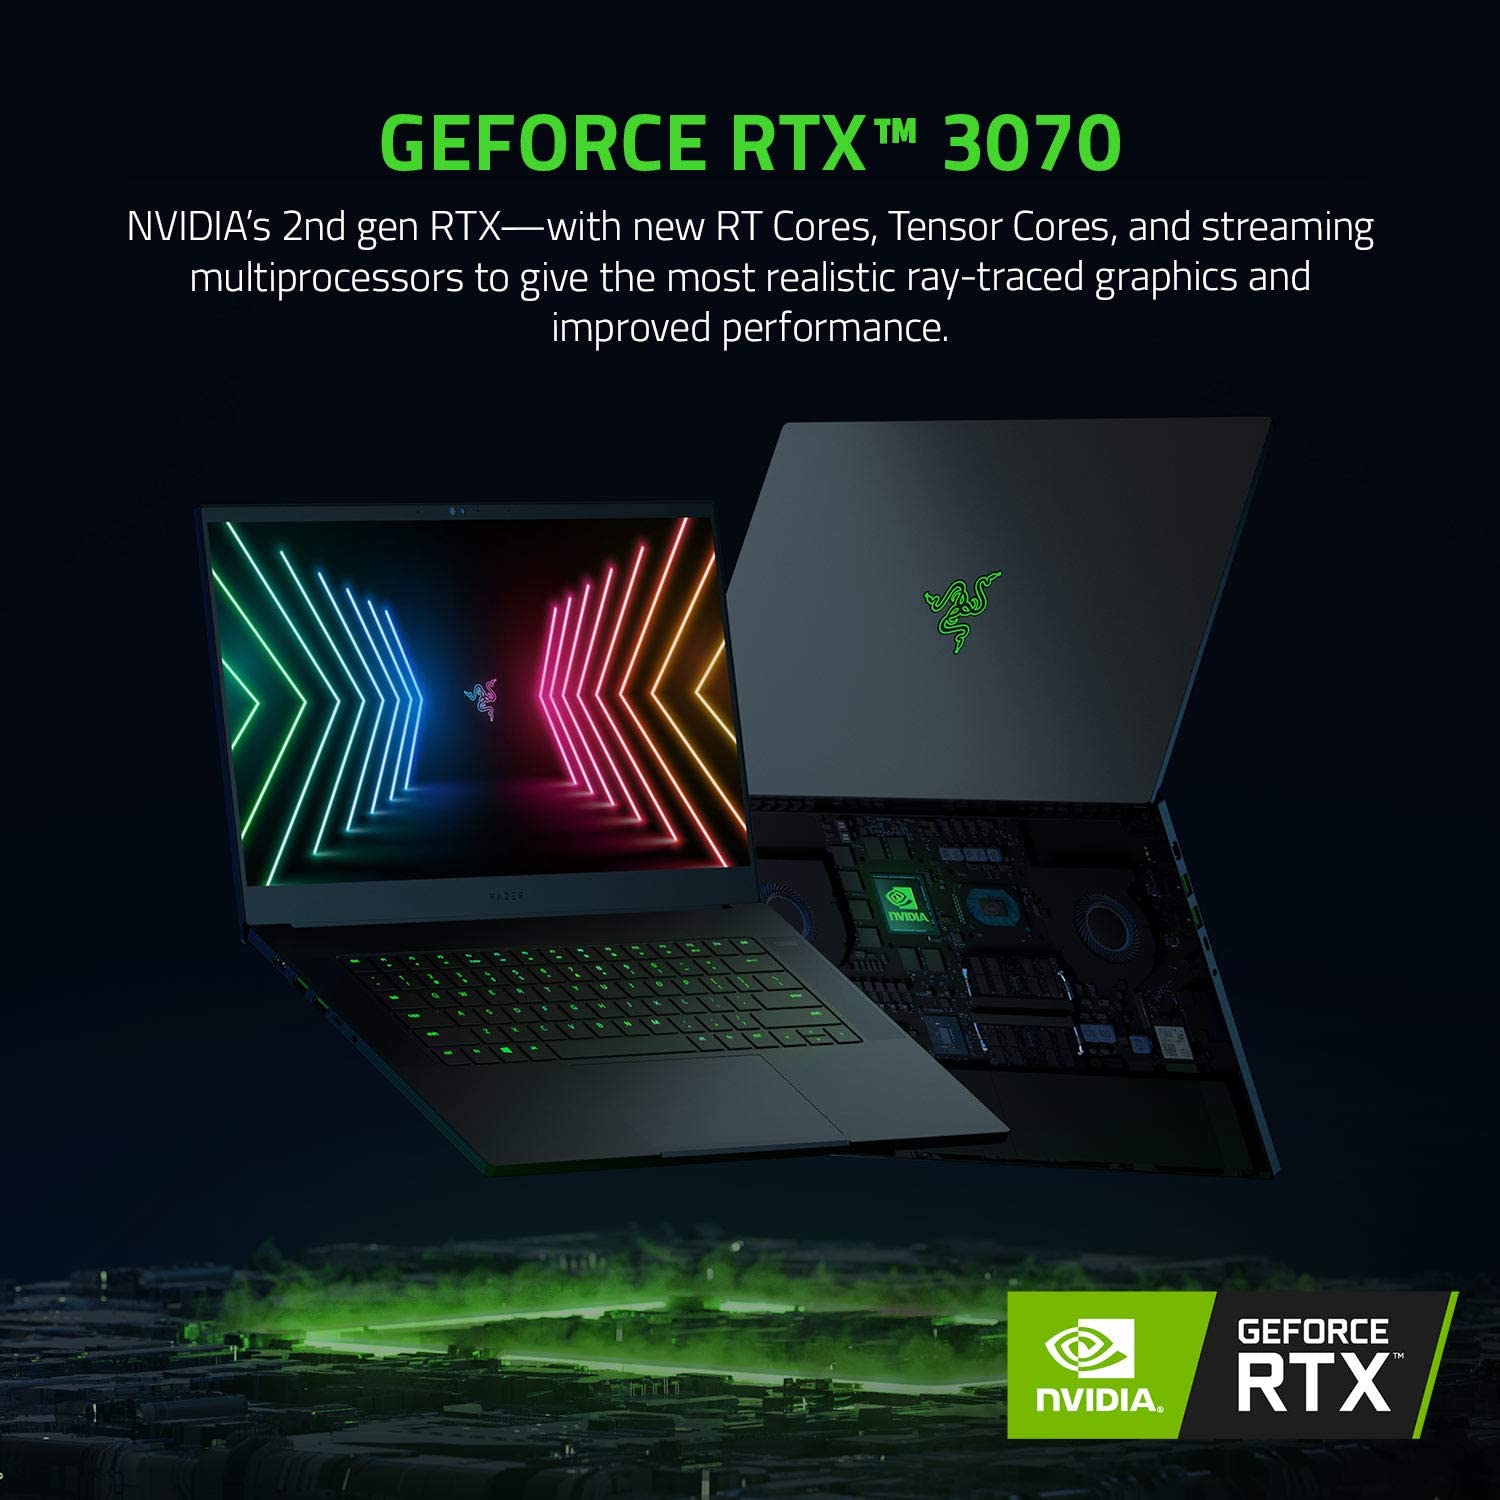 GEFORCE RTX™ 3070
NVIDIA's 2nd gen RTX—with new RT Cores, Tensor Cores, and streaming
multiprocessors to give the most realistic ray-traced graphics and
improved performance.
NVIDIA
RAZER
Q W E R T Y U I O P
A S D F G H J K L
Z X C V B N M
NVIDIA®
GEFORCE
RTX™